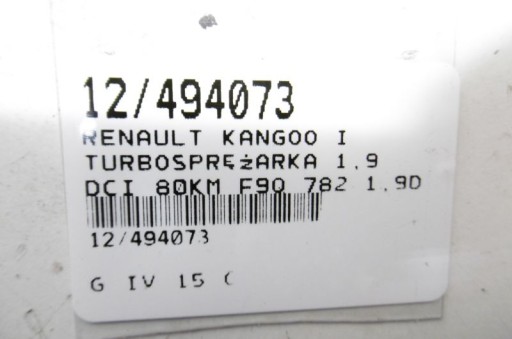 12/494073
RENAULT KANGOO I
TURBOSPRĘŻARKA 1.9
DCI 80KM F9Q 782 1.9D
12/494073
G IV 15 (